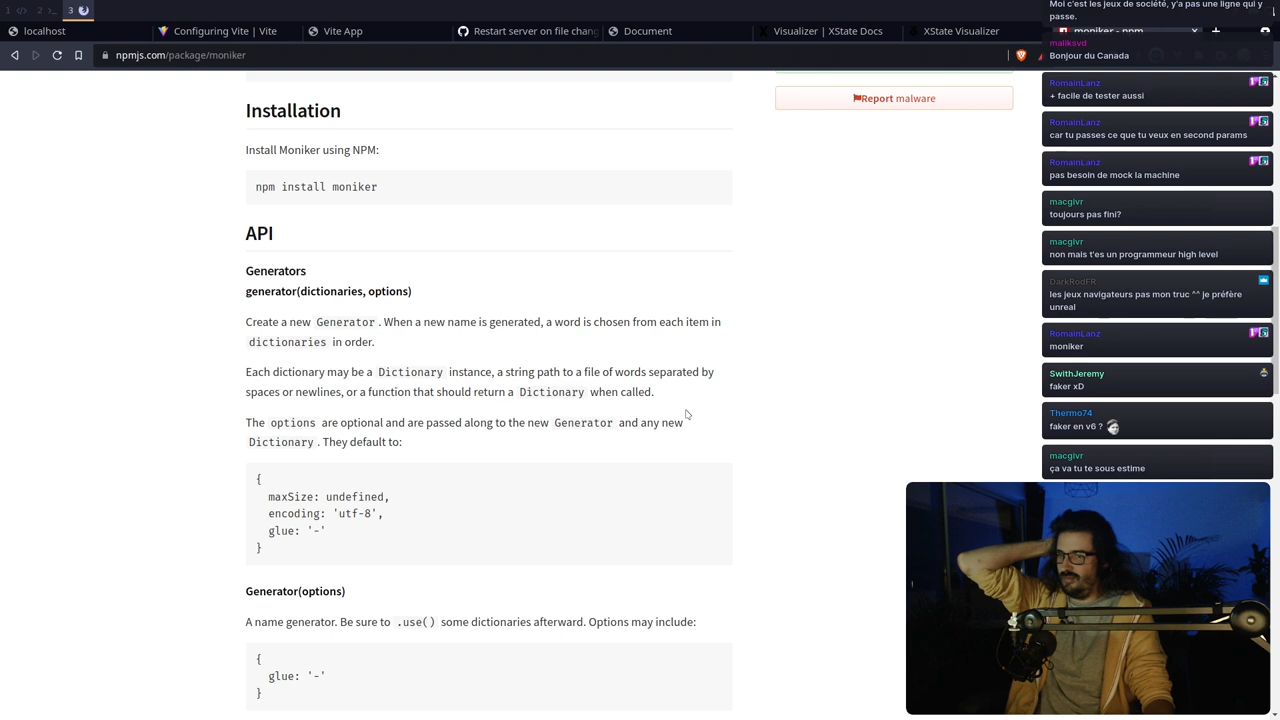 1
2
3
localhost
Configuring Vite | Vite
Vite App
Restart server on file chang
Document
Visualizer | XState Docs
XState Visualizer
moniker - npm
npmjs.com/package/moniker
Report malware
Installation
Install Moniker using NPM:
npm install moniker
API
Generators
generator(dictionaries, options)
Create a new Generator . When a new name is generated, a word is chosen from each item in
dictionaries in order.
Each dictionary may be a Dictionary instance, a string path to a file of words separated by
spaces or newlines, or a function that should return a Dictionary when called.
The options are optional and are passed along to the new Generator and any new
Dictionary . They default to:
{
maxSize: undefined,
encoding: 'utf-8',
glue: '-'
}
Generator(options)
A name generator. Be sure to .use() some dictionaries afterward. Options may include:
{
glue: '-'
}
Moi c'est les jeux de société, y'a pas une ligne qui y
passe.
maliksvd
Bonjour du Canada
RomainLanz
+ facile de tester aussi
RomainLanz
car tu passes ce que tu veux en second params
RomainLanz
pas besoin de mock la machine
macgivr
toujours pas fini?
macgivr
non mais t'es un programmeur high level
DarkRodFR
les jeux navigateurs pas mon truc ^^ je préfère
unreal
RomainLanz
moniker
SwithJeremy
faker xD
Thermo74
faker en v6 ?
macgivr
ça va tu te sous estime